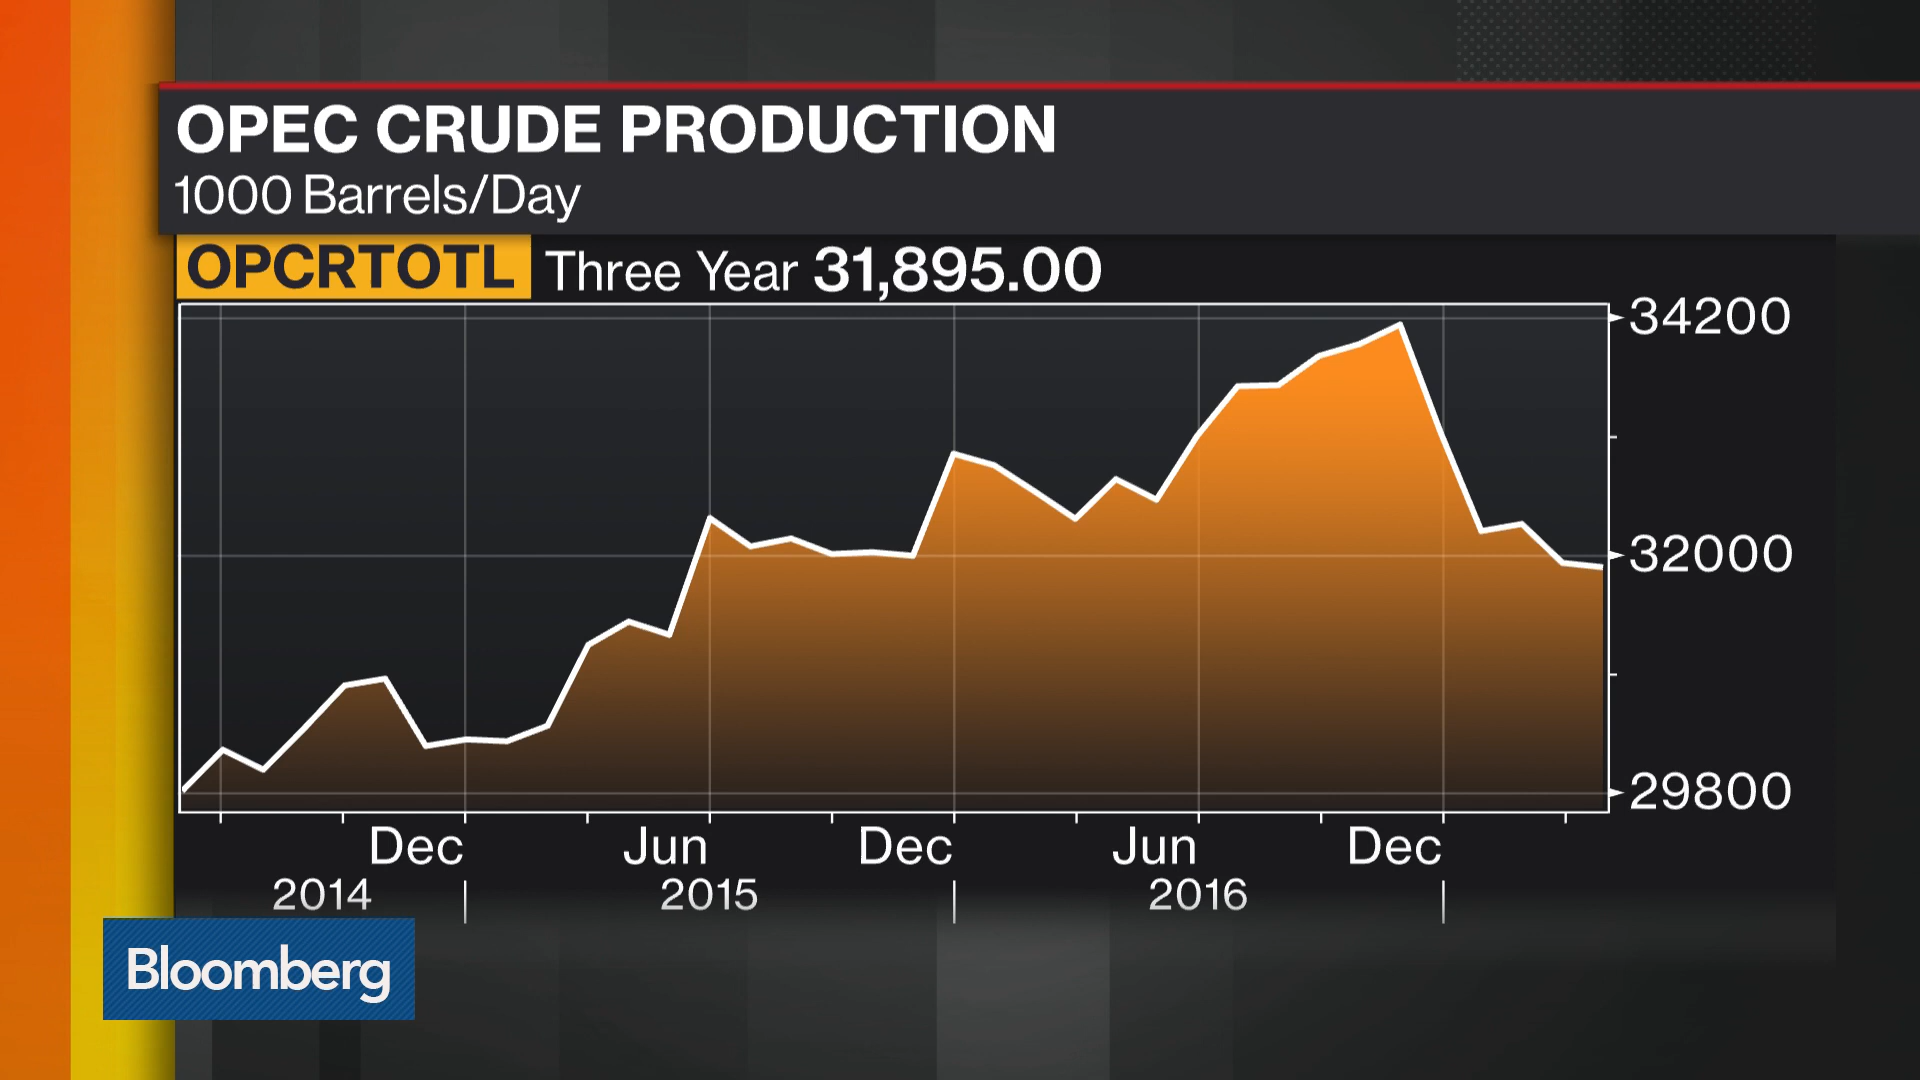 OPEC CRUDE PRODUCTION
1000 Barrels/Day
OPCRTOTL Three Year 31,895.00
34200
32000
29800
Dec Jun Dec Jun Dec
2014 2015 2016
Bloomberg